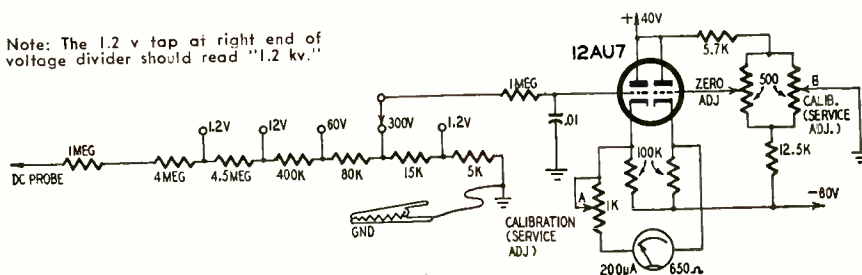 Note: The 1.2 v tap at right end of
voltage divider should read "1.2 kv."
+40V
12AU7
5.7K
1MEG
ZERO
ADJ
500
B
CALIB.
(SERVICE
ADJ.)
.01
1.2V
12V
60V
300V
1.2V
1MEG
DC PROBE
4MEG
4.5MEG
400K
80K
15K
5K
100K
12.5K
-80V
A
1K
GND
CALIBRATION
(SERVICE
ADJ)
200µA
650Ω